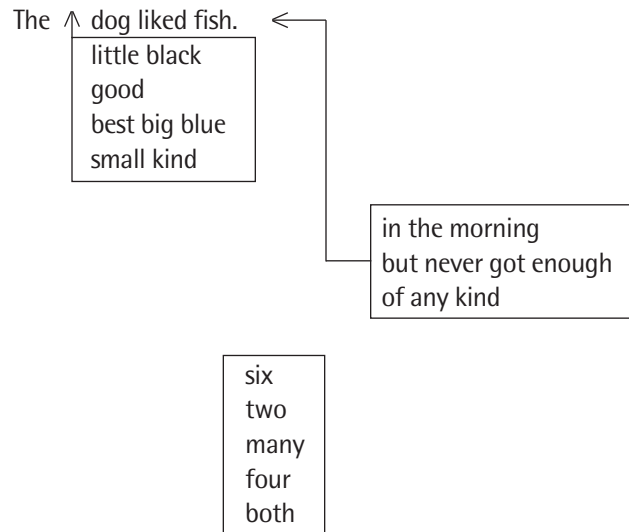 The dog liked fish.
little black
good
best big blue
small kind
in the morning
but never got enough
of any kind
six
two
many
four
both